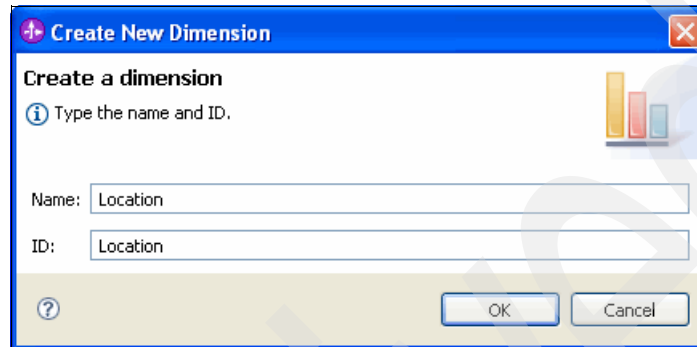 Create New Dimension
Create a dimension
Type the name and ID.
Name: Location
ID: Location
OK Cancel